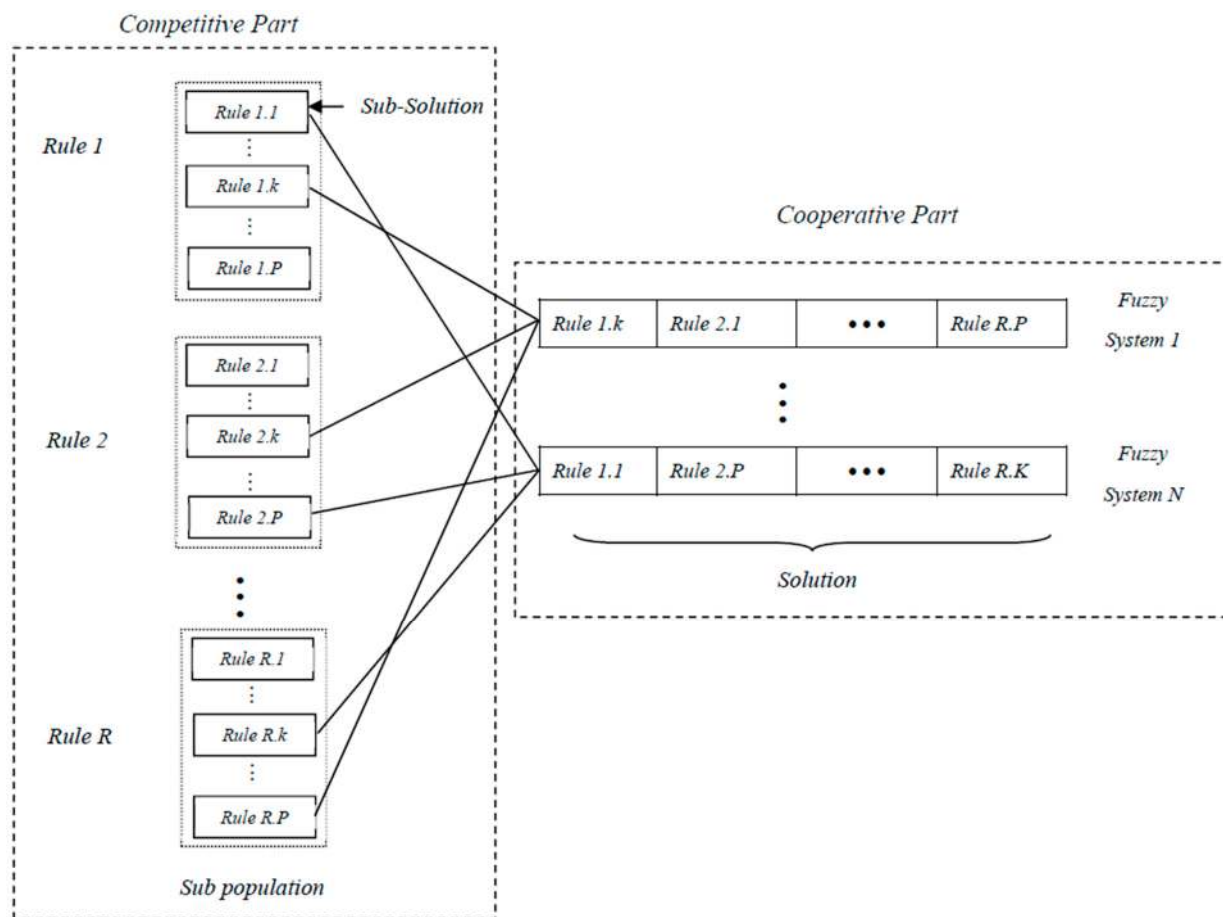 Competitive Part
Rule 1
Rule 1.1
Sub-Solution
Rule 1.k
Rule 1.P
Rule 2
Rule 2.1
Rule 2.k
Rule 2.P
Rule R
Rule R.1
Rule R.k
Rule R.P
Sub population
Cooperative Part
Rule 1.k Rule 2.1 ••• Rule R.P
Fuzzy
System 1
Rule 1.1 Rule 2.P ••• Rule R.K
Fuzzy
System N
Solution